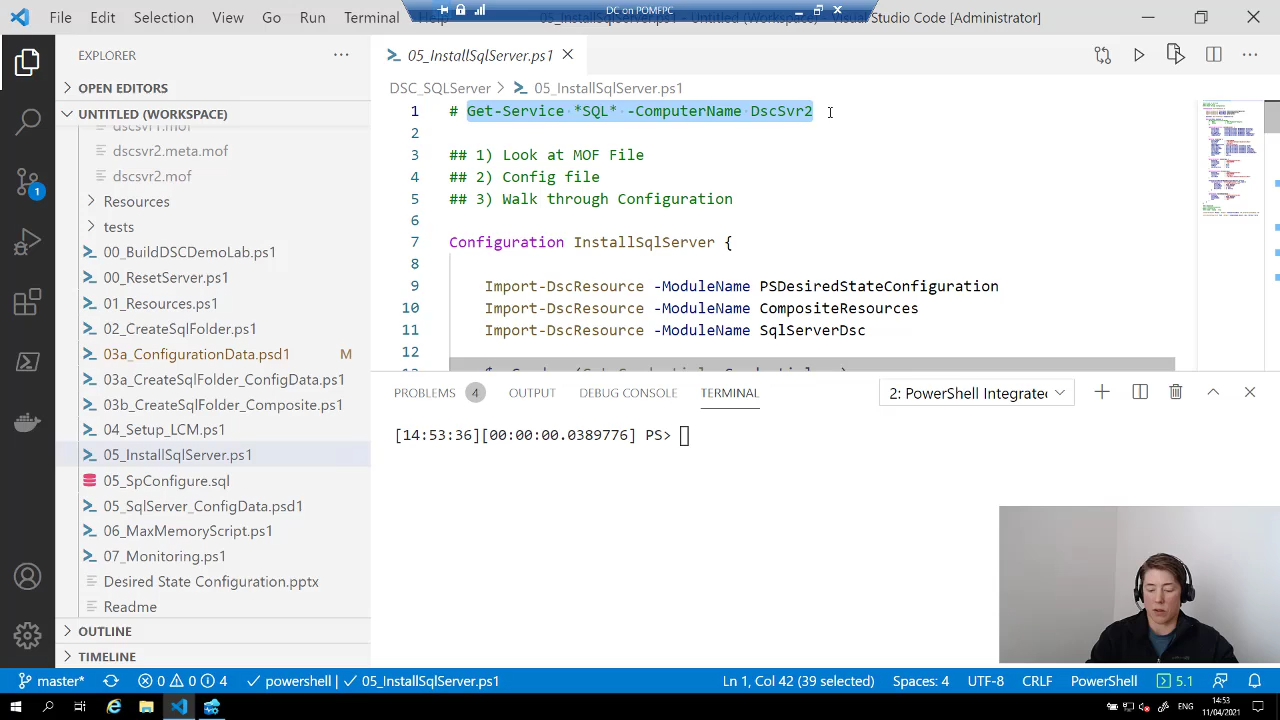 DC on POMFPC
File Edit Selection View Go Run Terminal Help 05_InstallSqlServer.ps1 - Untitled (Workspace) - Visual Studio Code [Administrator]
EXPLORER
OPEN EDITORS
UNTITLED (WORKSPACE)
dscsvr1.mof
dscsvr2.meta.mof
dscsvr2.mof
Resources
tests
00_BuildDSCDemoLab.ps1
00_ResetServer.ps1
01_Resources.ps1
02_CreateSqlFolder.ps1
03a_ConfigurationData.psd1 M
03a_CreateSqlFolder_ConfigData.ps1
03b_CreateSqlFolder_Composite.ps1
04_Setup_LCM.ps1
05_InstallSqlServer.ps1
05_SpConfigure.sql
05_SqlServer_ConfigData.psd1
06_MaxMemoryScript.ps1
07_Monitoring.ps1
Desired State Configuration.pptx
Readme
OUTLINE
TIMELINE
1
05_InstallSqlServer.ps1
DSC_SQLServer > 05_InstallSqlServer.ps1
1 # Get-Service *SQL* -ComputerName DscSvr2
2
3 ## 1) Look at MOF File
4 ## 2) Config file
5 ## 3) Walk through Configuration
6
7 Configuration InstallSqlServer {
8
9 Import-DscResource -ModuleName PSDesiredStateConfiguration
10 Import-DscResource -ModuleName CompositeResources
11 Import-DscResource -ModuleName SqlServerDsc
12
PROBLEMS 4 OUTPUT DEBUG CONSOLE TERMINAL 2: PowerShell Integrated
[14:53:36][00:00:00.0389776] PS>
master* 0 0 4 powershell | 05_InstallSqlServer.ps1 Ln 1, Col 42 (39 selected) Spaces: 4 UTF-8 CRLF PowerShell 5.1
ENG 14:53
11/04/2021